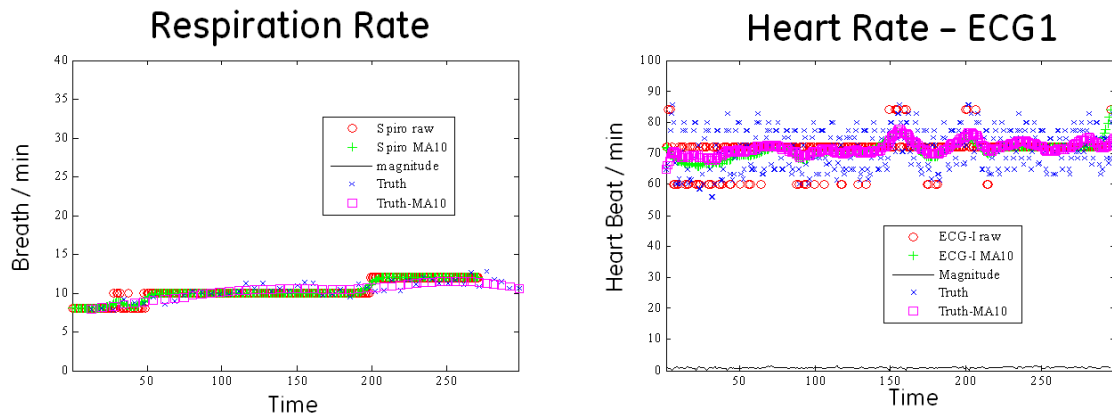 Respiration Rate
40
35
30
25
20
15
10
5
0
Breath / min
Spiro raw
Spiro MA10
magnitude
Truth
Truth-MA10
50
100
150
200
250
Time
Heart Rate – ECG1
100
90
80
70
60
50
40
30
20
10
0
Heart Beat / min
ECG-I raw
ECG-I MA10
Magnitude
Truth
Truth-MA10
50
100
150
200
250
Time